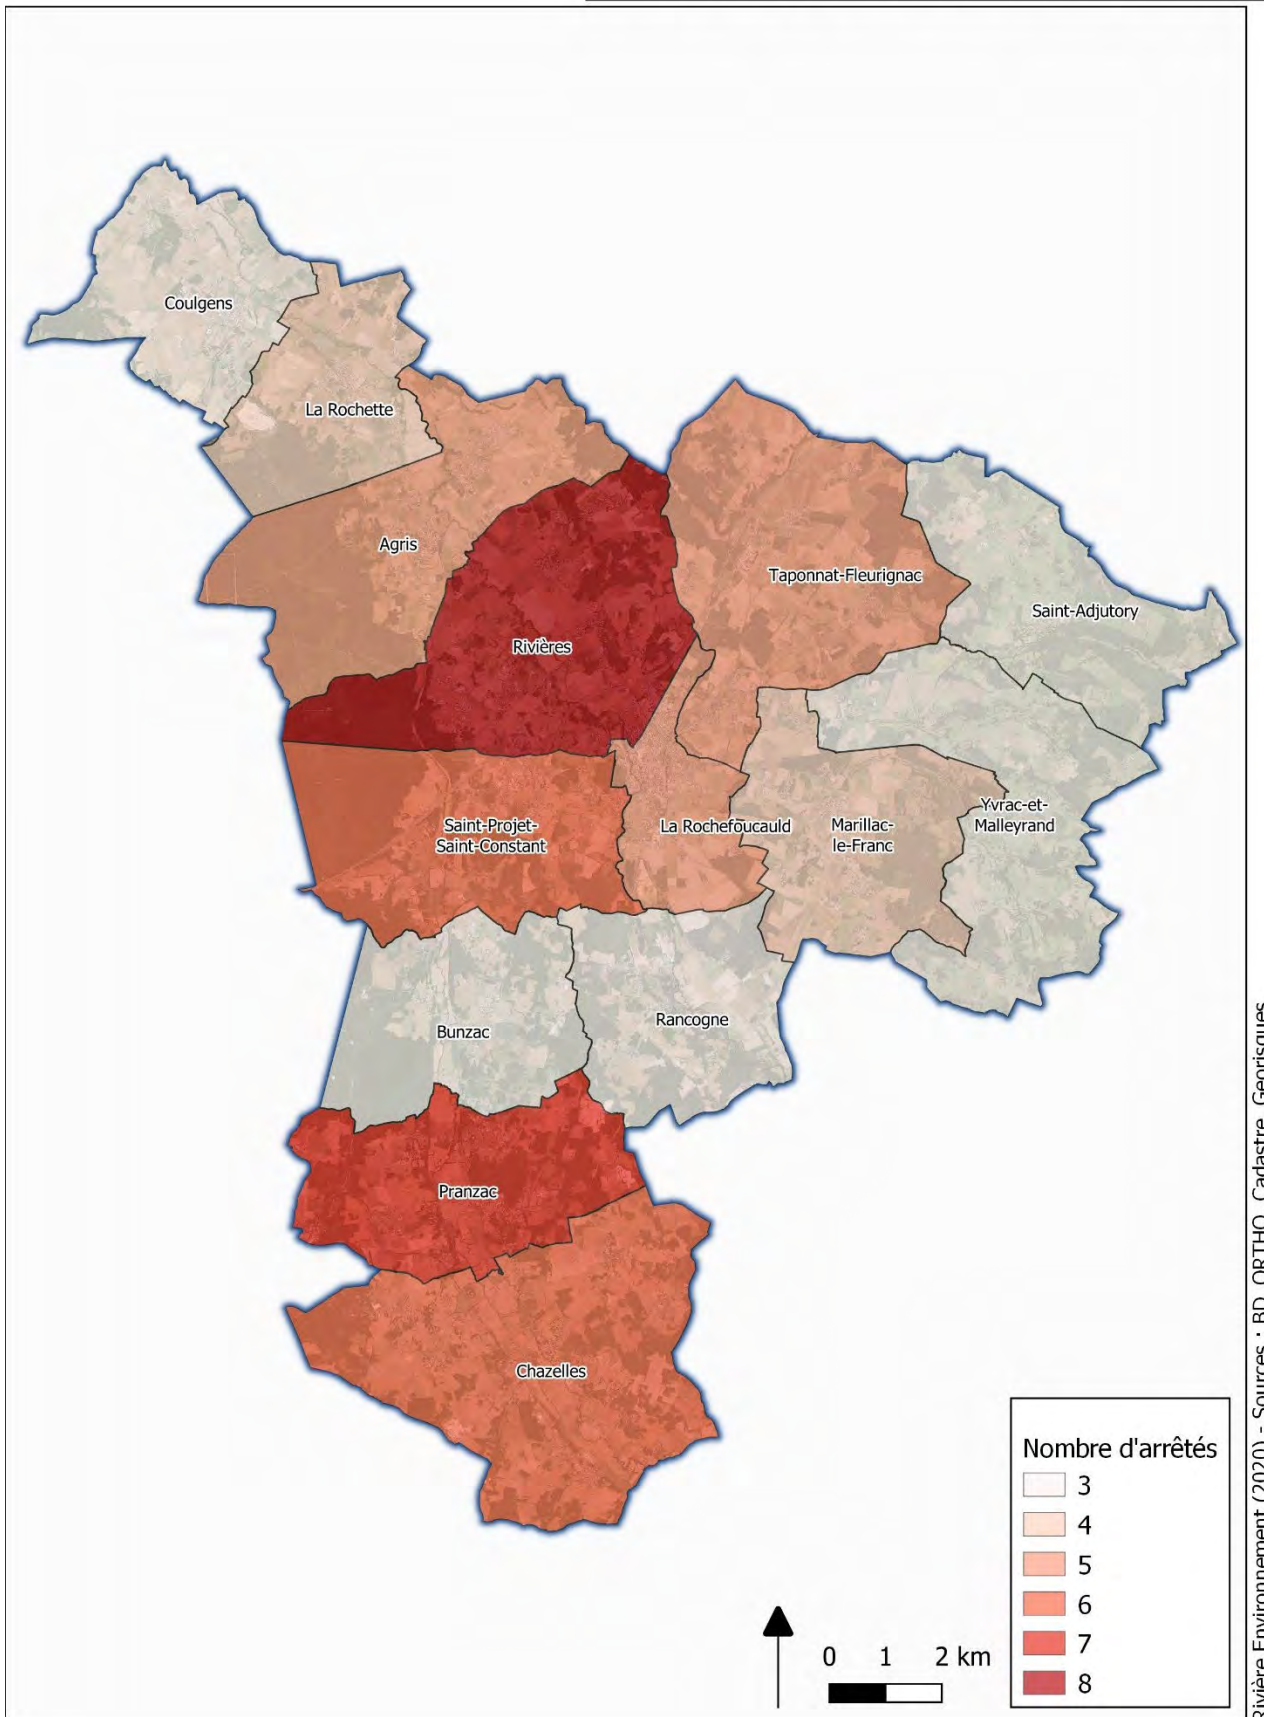 Coulgens
La Rochette
Agris
Taponnat-Fleurignac
Saint-Adjutory
Rivières
Yvrac-et-
Malleyrand
Saint-Projet-
Saint-Constant
La Rochefoucauld
Marillac-
le-Franc
Bunzac
Rancogne
Pranzac
Chazelles
Nombre d'arrêtés
3
4
5
6
7
8
0 1 2 km
Rivière Environnement (2020) - Sources : BD_ORTHO, Cadastre, Georisques